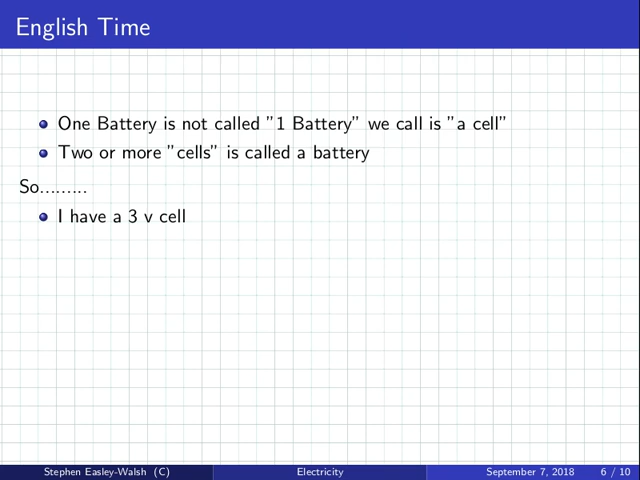 English Time
One Battery is not called ”1 Battery” we call is ”a cell”
Two or more ”cells” is called a battery
So.........
I have a 3 v cell
Stephen Easley-Walsh (C) Electricity September 7, 2018 6 / 10